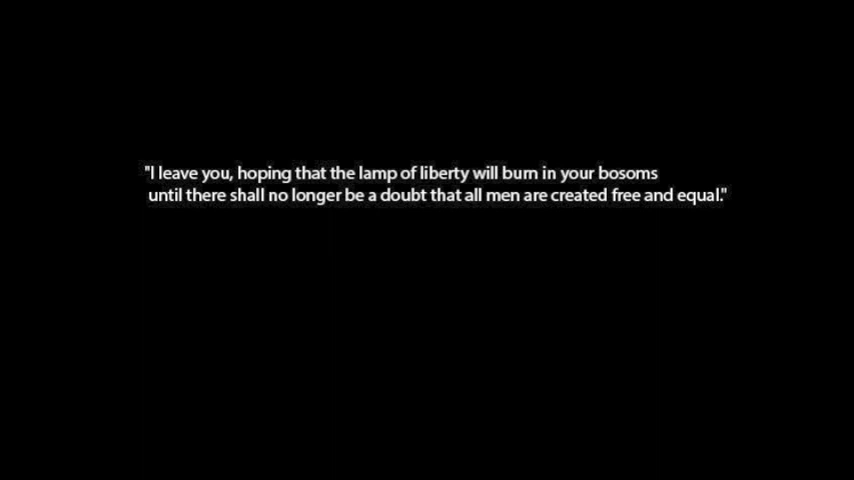 "I leave you, hoping that the lamp of liberty will burn in your bosoms
until there shall no longer be a doubt that all men are created free and equal."